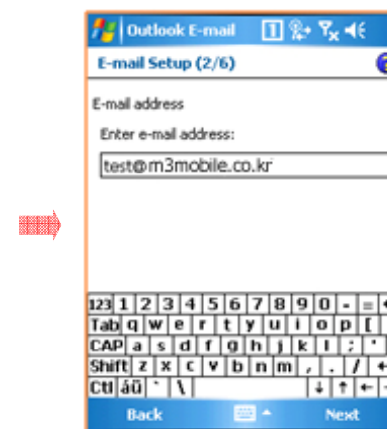 Outlook E-mail
E-mail Setup (2/6)
E-mail address
Enter e-mail address:
test@m3mobile.co.kr
123 1 2 3 4 5 6 7 8 9 0 - =
Tab q w e r t y u i o p [
CAP a s d f g h j k l ; '
Shift z x c v b n m , . /
Ctl áü ` \ ↓ ↑ ←
Back Next